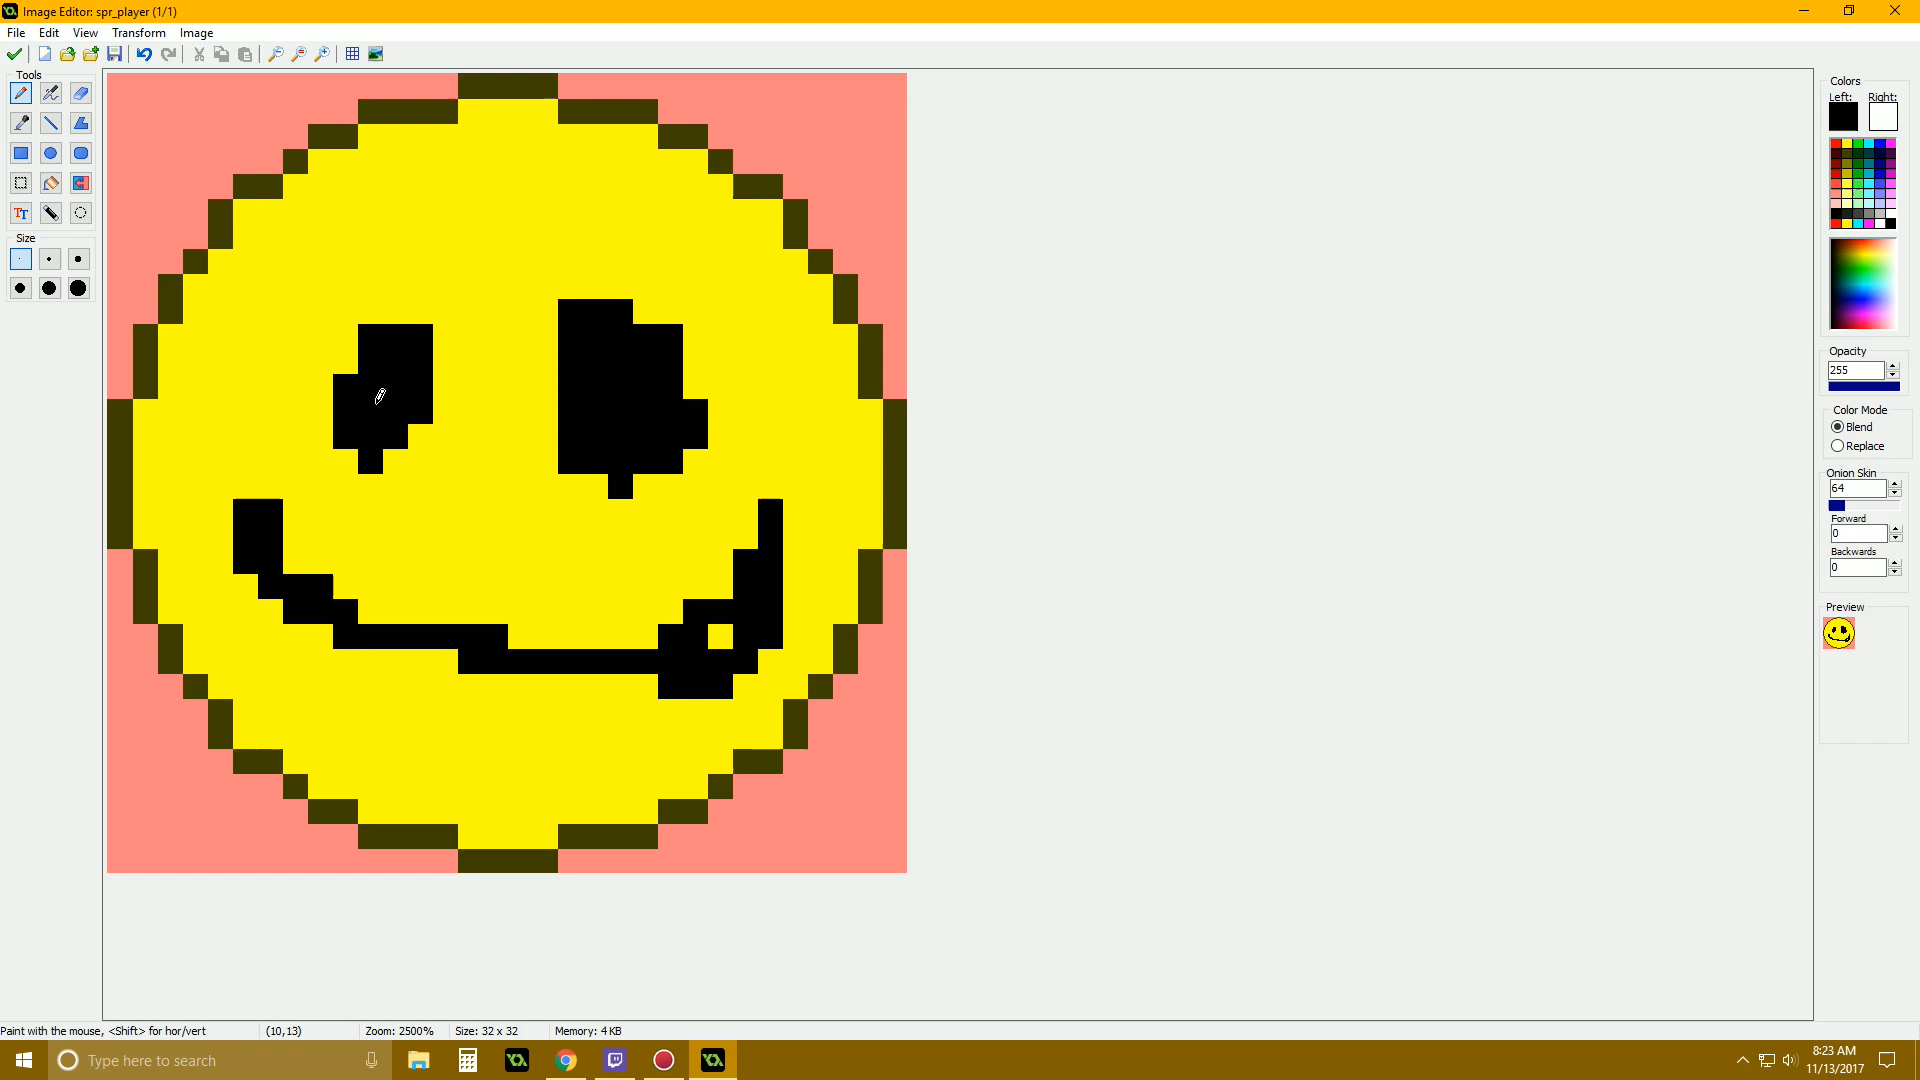 Image Editor: spr_player (1/1)
File Edit View Transform Image
Tools
TT
Size
Colors
Left: Right:
Opacity
255
Color Mode
Blend
Replace
Onion Skin
64
Forward
0
Backwards
0
Preview
Paint with the mouse, <Shift> for hor/vert (10,13) Zoom: 2500% Size: 32 x 32 Memory: 4 KB
Type here to search
8:23 AM
11/13/2017